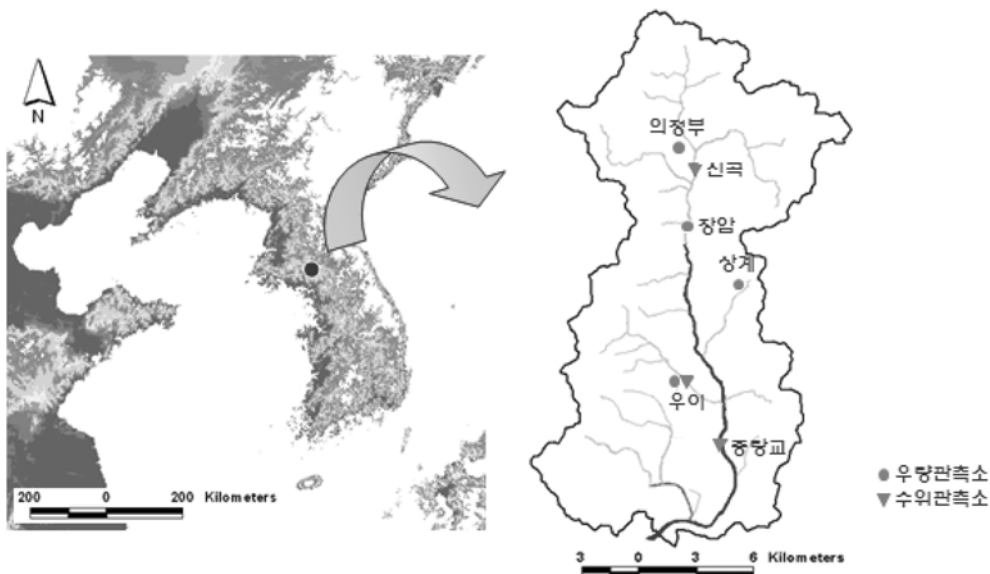 N
200 0 200 Kilometers
의정부
신곡
장암
상계
우이
중랑교
우량관측소
수위관측소
3 0 3 6 Kilometers